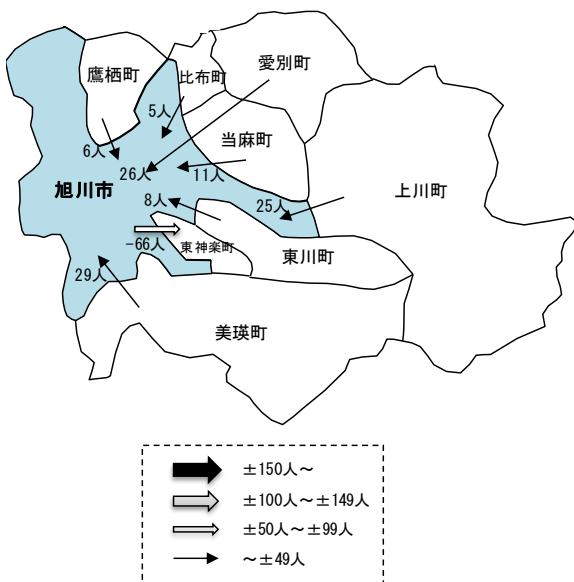 愛別町
鷹栖町
比布町
5人
当麻町
6人
26人
11人
旭川市
上川町
8人
25人
-66人
東神楽町
東川町
29人
美瑛町
±150人～
±100人～±149人
±50人～±99人
～±49人